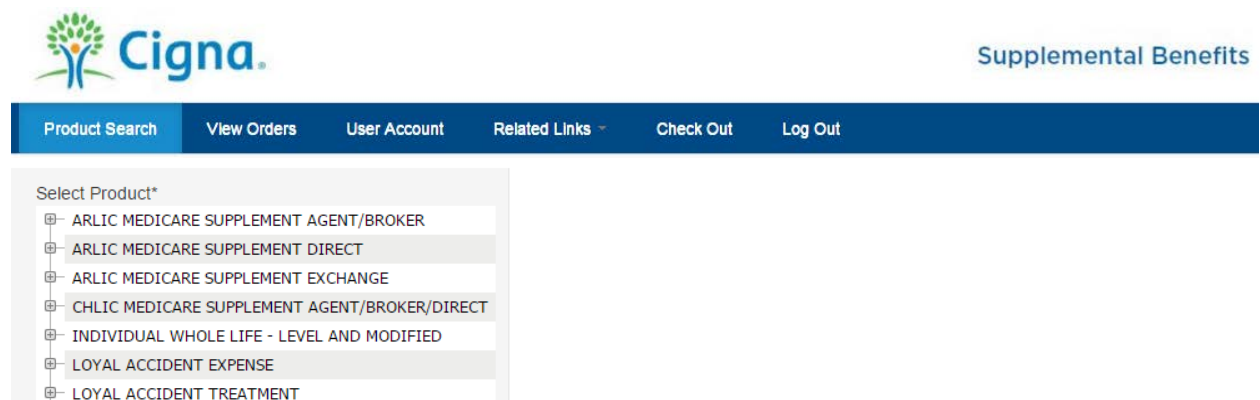 Cigna.
Supplemental Benefits
Product Search View Orders User Account Related Links Check Out Log Out
Select Product*
ARLIC MEDICARE SUPPLEMENT AGENT/BROKER
ARLIC MEDICARE SUPPLEMENT DIRECT
ARLIC MEDICARE SUPPLEMENT EXCHANGE
CHLIC MEDICARE SUPPLEMENT AGENT/BROKER/DIRECT
INDIVIDUAL WHOLE LIFE - LEVEL AND MODIFIED
LOYAL ACCIDENT EXPENSE
LOYAL ACCIDENT TREATMENT